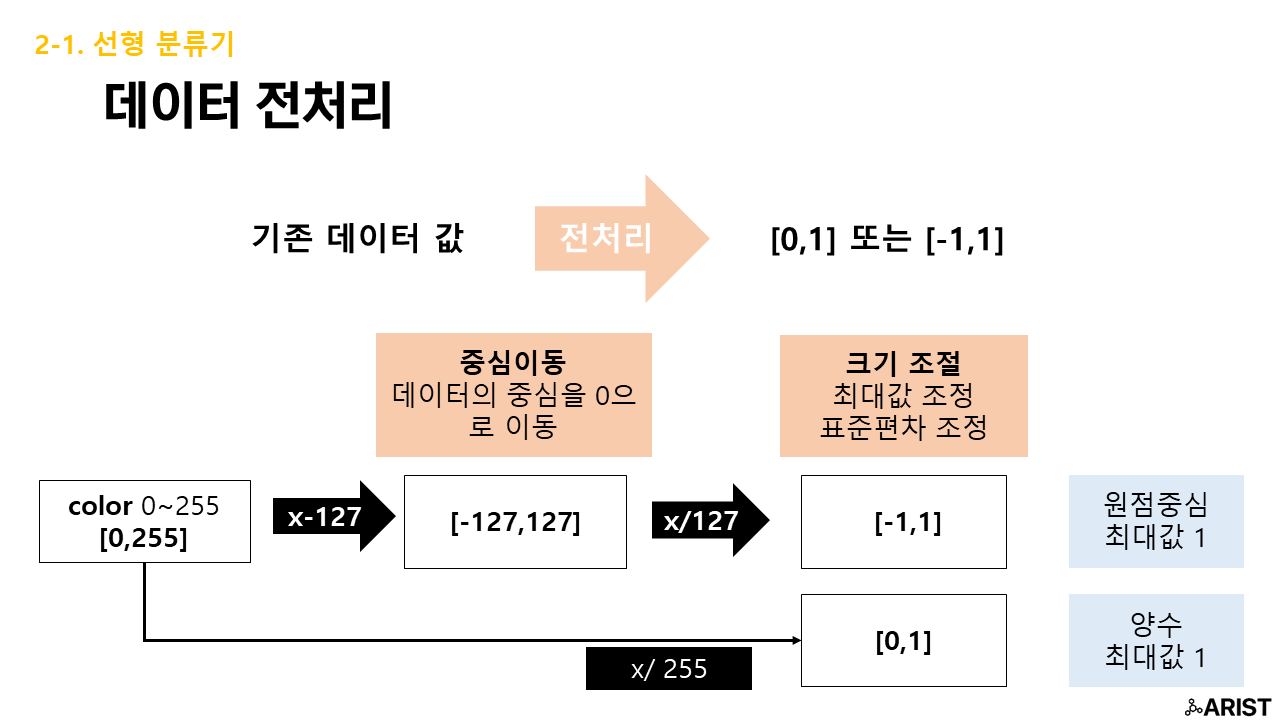 2-1. 선형 분류기
데이터 전처리
기존 데이터 값
전처리
[0,1] 또는 [-1,1]
중심이동
데이터의 중심을 0으
로 이동
크기 조절
최대값 조정
표준편차 조정
color 0~255
[0,255]
x-127
[-127,127]
x/127
[-1,1]
원점중심
최대값 1
x/ 255
[0,1]
양수
최대값 1
ARIST